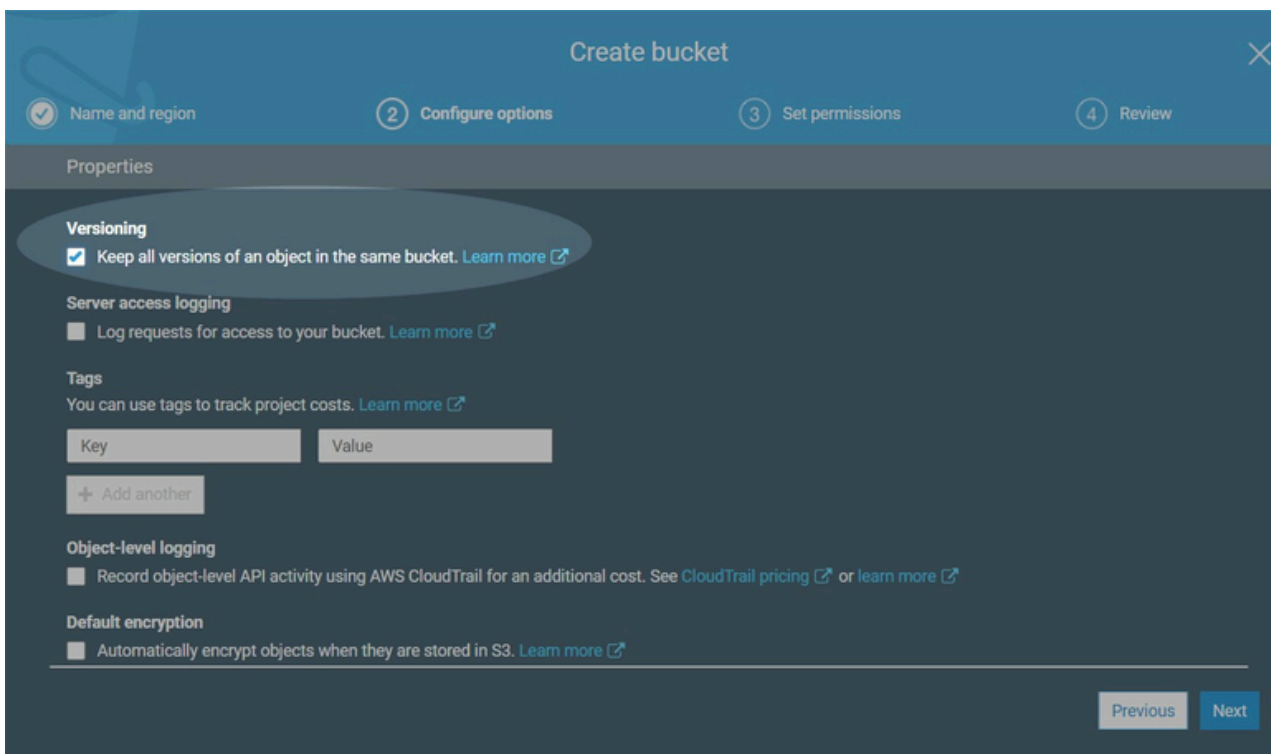 Create bucket
Name and region
2 Configure options
3 Set permissions
4 Review
Properties
Versioning
Keep all versions of an object in the same bucket. Learn more
Server access logging
Log requests for access to your bucket. Learn more
Tags
You can use tags to track project costs. Learn more
Key Value
+ Add another
Object-level logging
Record object-level API activity using AWS CloudTrail for an additional cost. See CloudTrail pricing or learn more
Default encryption
Automatically encrypt objects when they are stored in S3. Learn more
Previous Next